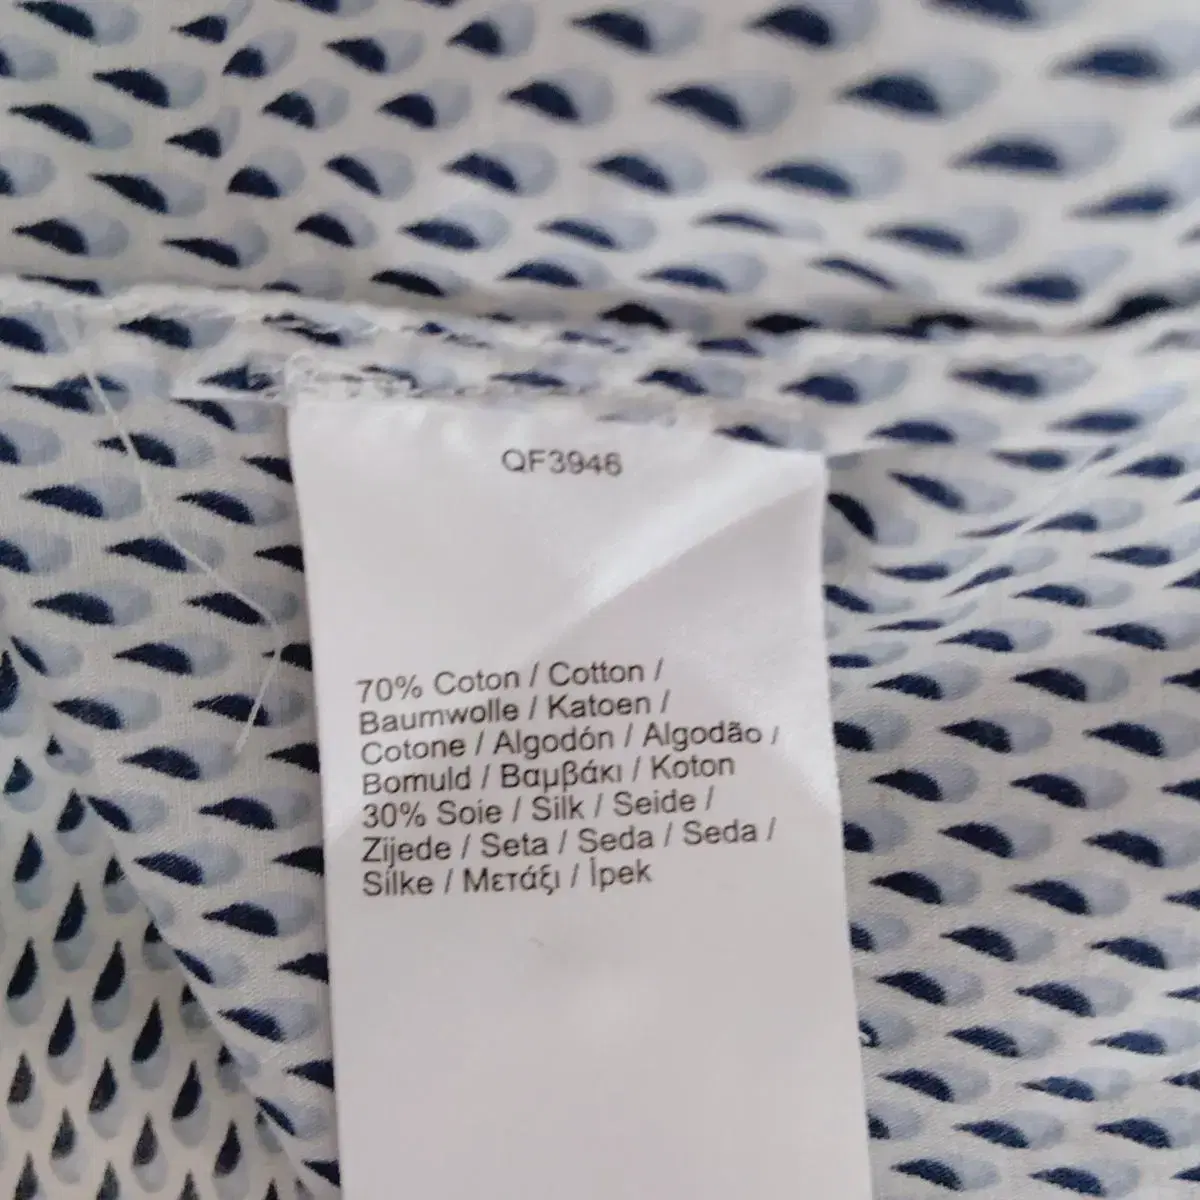 QF3946
70% Coton / Cotton /
Baumwolle / Katoen /
Cotone / Algodón / Algodão /
Bomuld / Βαμβάκι / Koton
30% Soie / Silk / Seide /
Zijede / Seta / Seda / Seda /
Silke / Μετάξι / İpek